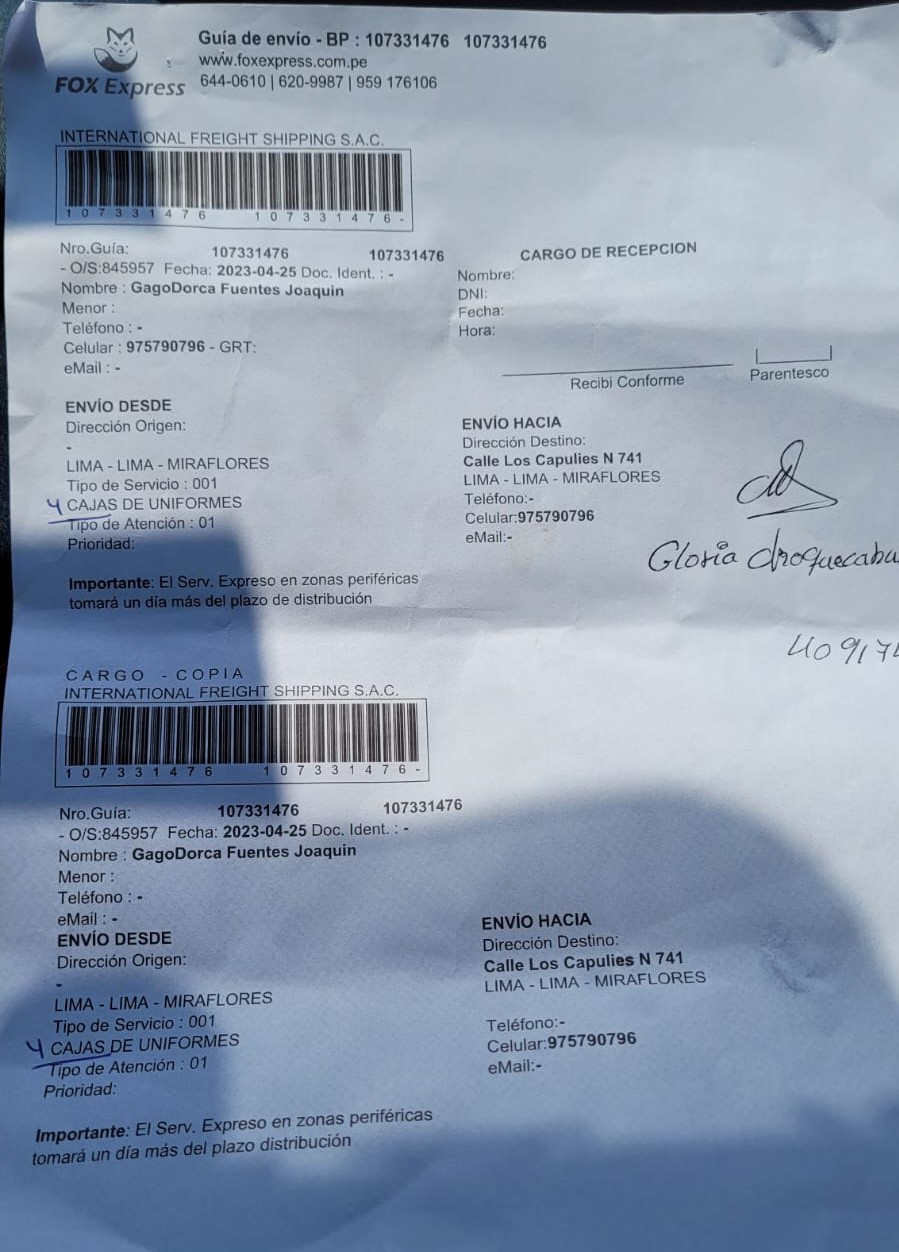 Guía de envío - BP : 107331476 107331476
www.foxexpress.com.pe
FOX Express
644-0610 | 620-9987 | 959 176106
INTERNATIONAL FREIGHT SHIPPING S.A.C.
107331476 107331476-
Nro.Guía: 107331476 107331476
- O/S:845957 Fecha: 2023-04-25 Doc. Ident. : -
Nombre : GagoDorca Fuentes Joaquin
Menor :
Teléfono : -
Celular : 975790796 - GRT:
eMail : -
CARGO DE RECEPCION
Nombre:
DNI:
Fecha:
Hora:
Recibi Conforme
Parentesco
ENVÍO DESDE
Dirección Origen:
-
LIMA - LIMA - MIRAFLORES
Tipo de Servicio : 001
4 CAJAS DE UNIFORMES
Tipo de Atención : 01
Prioridad:
ENVÍO HACIA
Dirección Destino:
Calle Los Capulies N 741
LIMA - LIMA - MIRAFLORES
Teléfono:-
Celular:975790796
eMail:-
Gloria
Importante: El Serv. Expreso en zonas periféricas
tomará un día más del plazo de distribución
CARGO - COPIA
INTERNATIONAL FREIGHT SHIPPING S.A.C.
107331476 107331476-
Nro.Guía: 107331476 107331476
- O/S:845957 Fecha: 2023-04-25 Doc. Ident. : -
Nombre : GagoDorca Fuentes Joaquin
Menor :
Teléfono : -
eMail : -
ENVÍO DESDE
Dirección Origen:
-
LIMA - LIMA - MIRAFLORES
Tipo de Servicio : 001
4 CAJAS DE UNIFORMES
Tipo de Atención : 01
Prioridad:
ENVÍO HACIA
Dirección Destino:
Calle Los Capulies N 741
LIMA - LIMA - MIRAFLORES
Teléfono:-
Celular:975790796
eMail:-
Importante: El Serv. Expreso en zonas periféricas
tomará un día más del plazo distribución